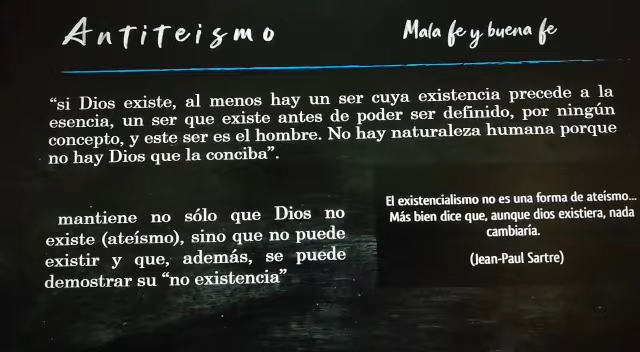 Antiteismo
Mala fe y buena fe
“si Dios existe, al menos hay un ser cuya existencia precede a la
esencia, un ser que existe antes de poder ser definido, por ningún
concepto, y este ser es el hombre. No hay naturaleza humana porque
no hay Dios que la conciba”.
mantiene no sólo que Dios no
existe (ateísmo), sino que no puede
existir y que, además, se puede
demostrar su “no existencia”
El existencialismo no es una forma de ateísmo...
Más bien dice que, aunque dios existiera, nada
cambiaría.
(Jean-Paul Sartre)